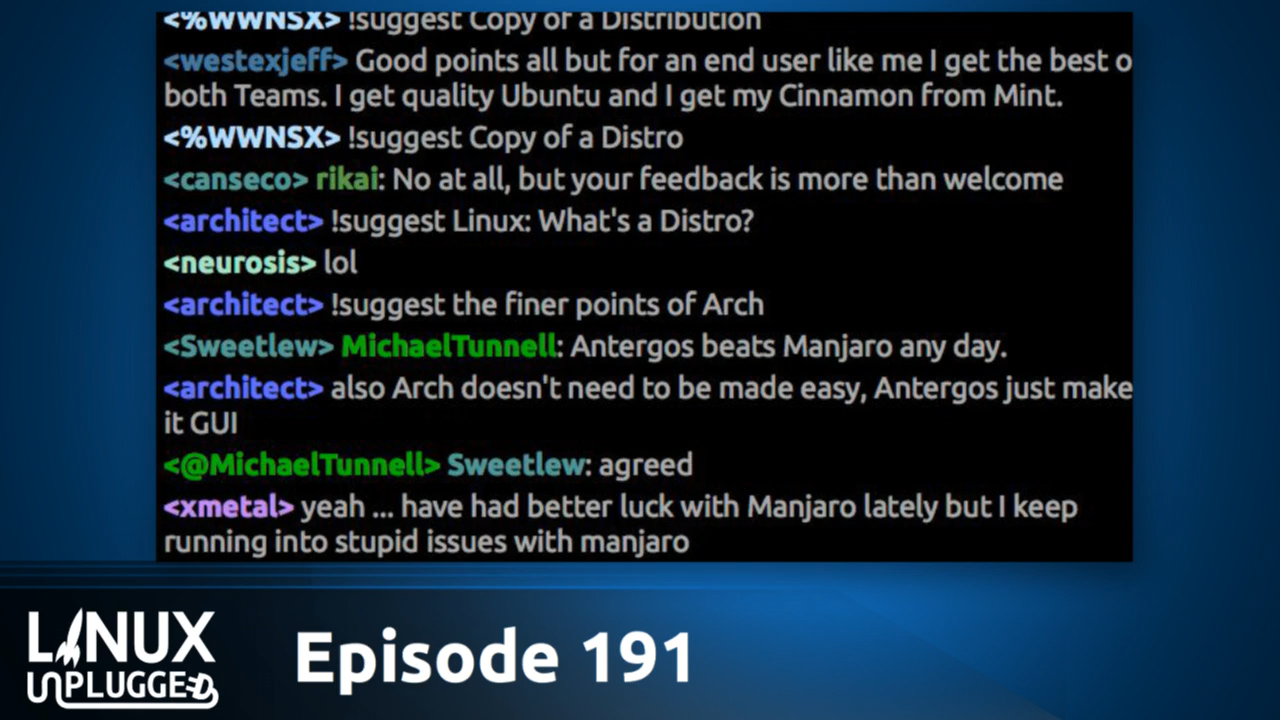 <%WWNSX> !suggest Copy of a Distribution
<westexjeff> Good points all but for an end user like me I get the best o
both Teams. I get quality Ubuntu and I get my Cinnamon from Mint.
<%WWNSX> !suggest Copy of a Distro
<canseco> rikai: No at all, but your feedback is more than welcome
<architect> !suggest Linux: What's a Distro?
<neurosis> lol
<architect> !suggest the finer points of Arch
<Sweetlew> MichaelTunnell: Antergos beats Manjaro any day.
<architect> also Arch doesn't need to be made easy, Antergos just make
it GUI
<@MichaelTunnell> Sweetlew: agreed
<xmetal> yeah ... have had better luck with Manjaro lately but I keep
running into stupid issues with manjaro
LINUX
UNPLUGGED
Episode 191